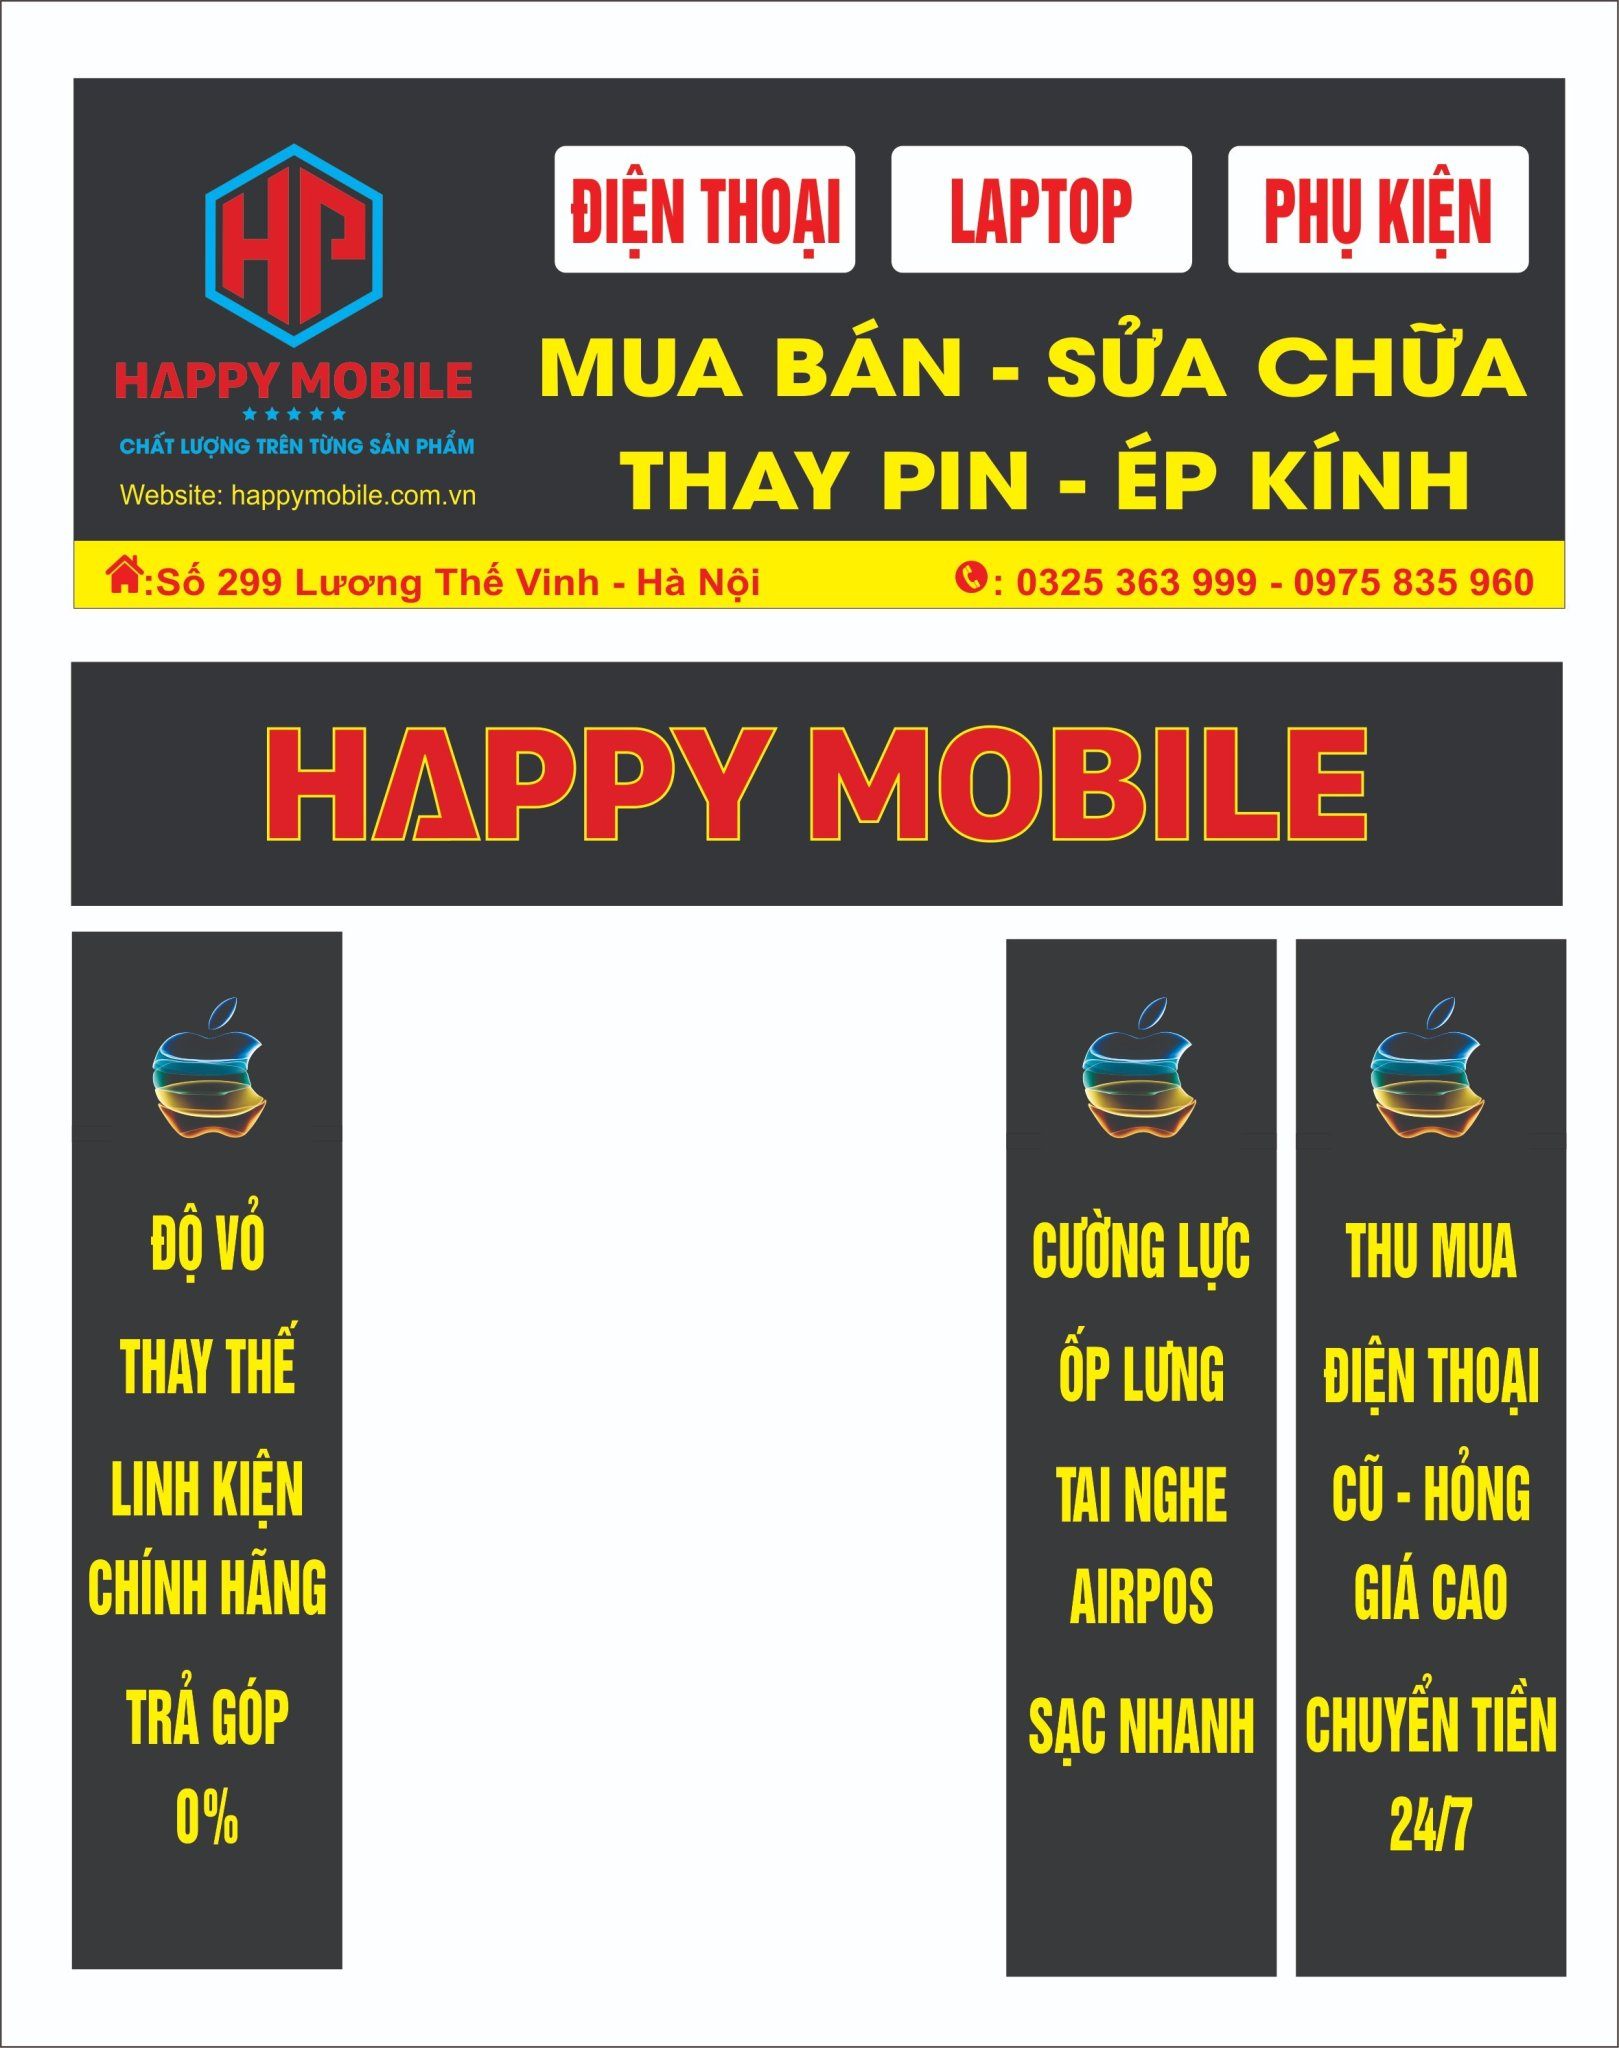 HP
HAPPY MOBILE
CHẤT LƯỢNG TRÊN TỪNG SẢN PHẨM
Website: happymobile.com.vn
ĐIỆN THOẠI
LAPTOP
PHỤ KIỆN
MUA BÁN - SỬA CHỮA
THAY PIN - ÉP KÍNH
:Số 299 Lương Thế Vinh - Hà Nội
: 0325 363 999 - 0975 835 960
HAPPY MOBILE
ĐỘ VỎ
THAY THẾ
LINH KIỆN
CHÍNH HÃNG
TRẢ GÓP
0%
CƯỜNG LỰC
ỐP LƯNG
TAI NGHE
AIRPOS
SẠC NHANH
THU MUA
ĐIỆN THOẠI
CŨ - HỎNG
GIÁ CAO
CHUYỂN TIỀN
24/7